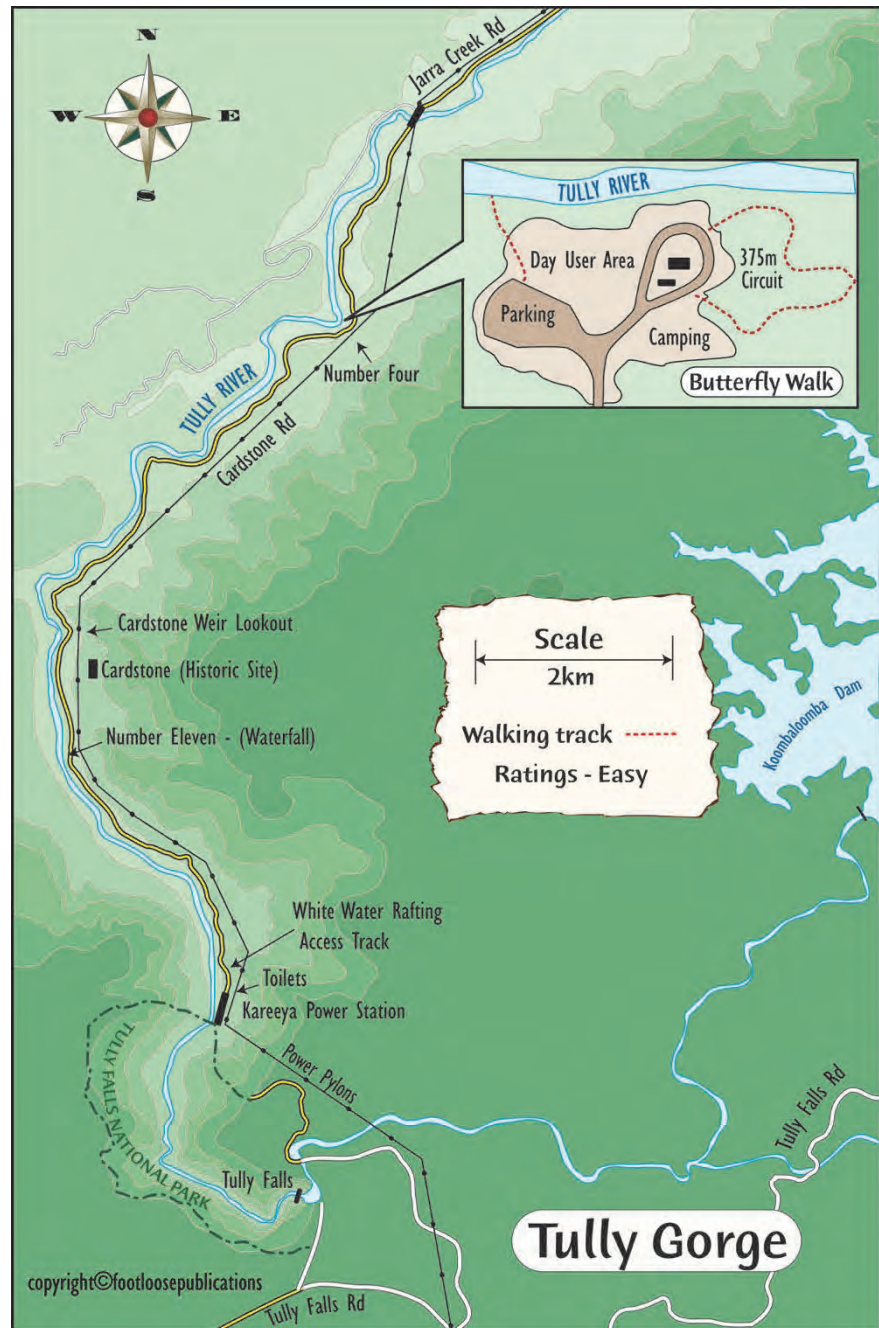 N
W
E
S
Jarra Creek Rd
TULLY RIVER
Day User Area
375m
Circuit
Parking
Camping
Butterfly Walk
Number Four
TULLY RIVER
Cardstone Rd
Cardstone Weir Lookout
Cardstone (Historic Site)
Number Eleven - (Waterfall)
Scale
2km
Walking track
Ratings - Easy
Koombaloomba Dam
White Water Rafting
Access Track
Toilets
Kareeya Power Station
Power Pylons
TULLY FALLS NATIONAL PARK
Tully Falls Rd
Tully Falls
Tully Gorge
copyright©footloosepublications
Tully Falls Rd